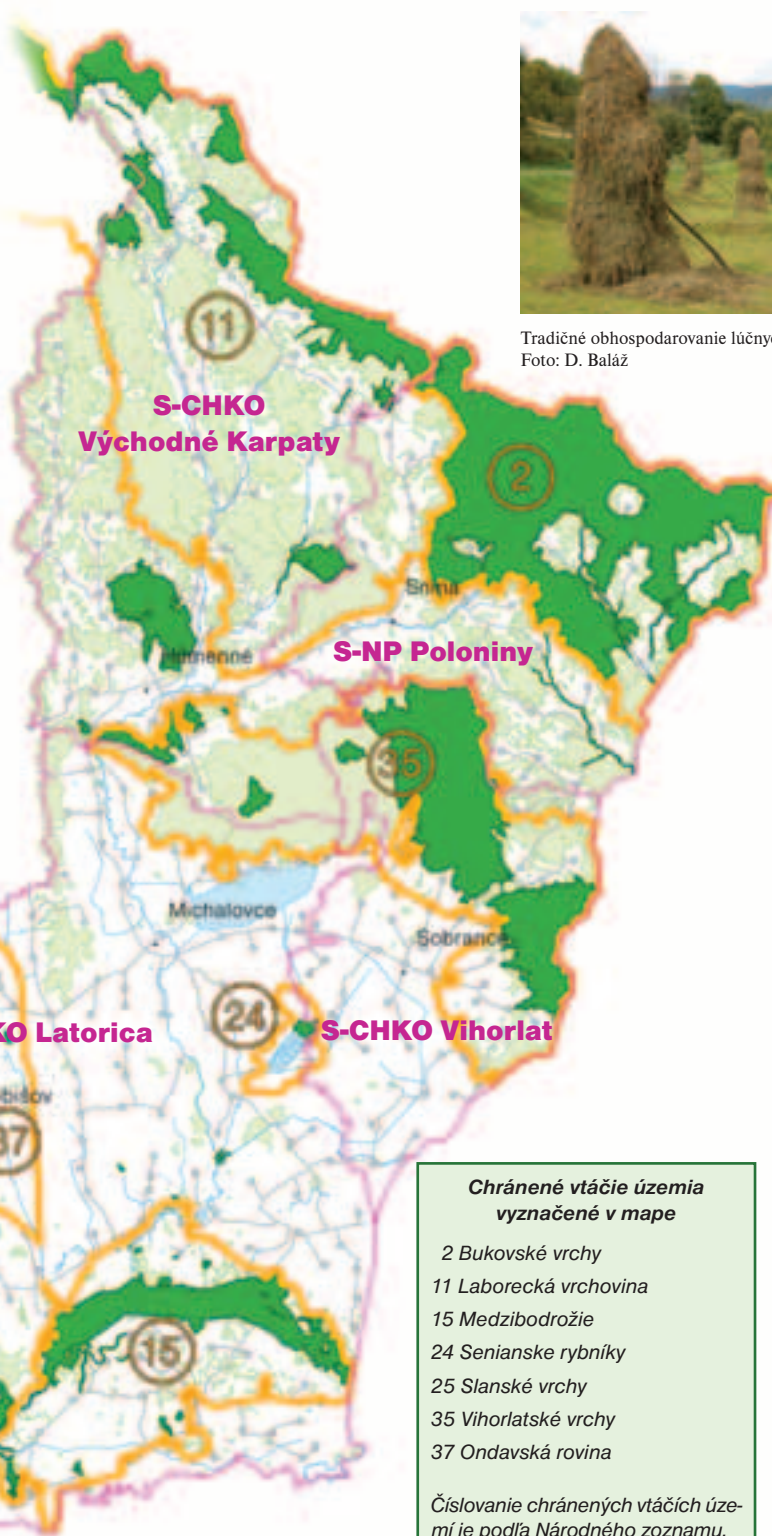 Tradičné obhospodarovanie
Foto: D. Baláž
11
S-CHKO
Východné Karpaty
2
Snina
Humenné
S-NP Poloniny
35
Michalovce
Sobrance
24
Latorica
S-CHKO Vihorlat
37
15
Chránené vtáčie územia
vyznačené v mape
2 Bukovské vrchy
11 Laborecká vrchovina
15 Medzibodrožie
24 Senianske rybníky
25 Slanské vrchy
35 Vihorlatské vrchy
37 Ondavská rovina
Číslovanie chránených vtáčích úze-
mí je podľa Národného zoznamu.